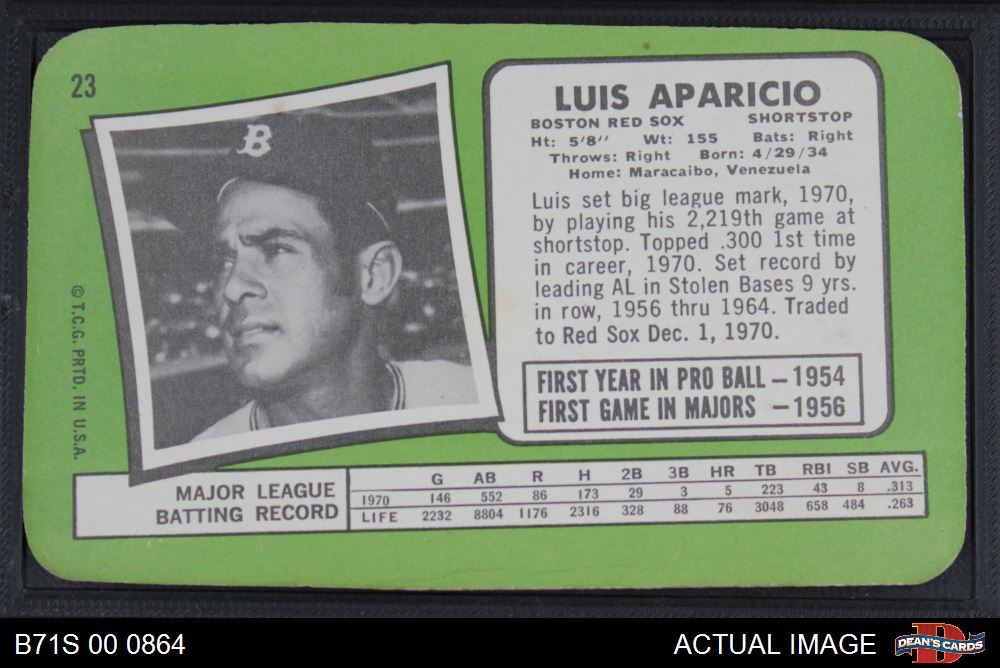 23
B
LUIS APARICIO
BOSTON RED SOX SHORTSTOP
Ht: 5'8" Wt: 155 Bats: Right
Throws: Right Born: 4/29/34
Home: Maracaibo, Venezuela
Luis set big league mark, 1970,
by playing his 2,219th game at
shortstop. Topped .300 1st time
in career, 1970. Set record by
leading AL in Stolen Bases 9 yrs.
in row, 1956 thru 1964. Traded
to Red Sox Dec. 1, 1970.
FIRST YEAR IN PRO BALL — 1954
FIRST GAME IN MAJORS — 1956
© T.C.G. PRTD. IN U.S.A.
MAJOR LEAGUE
BATTING RECORD
G AB R H 2B 3B HR TB RBI SB AVG.
1970 146 552 86 173 29 3 5 223 43 8 .313
LIFE 2232 8804 1176 2316 328 88 76 3048 658 484 .263
B71S 00 0864
ACTUAL IMAGE
D
DEAN'S CARDS